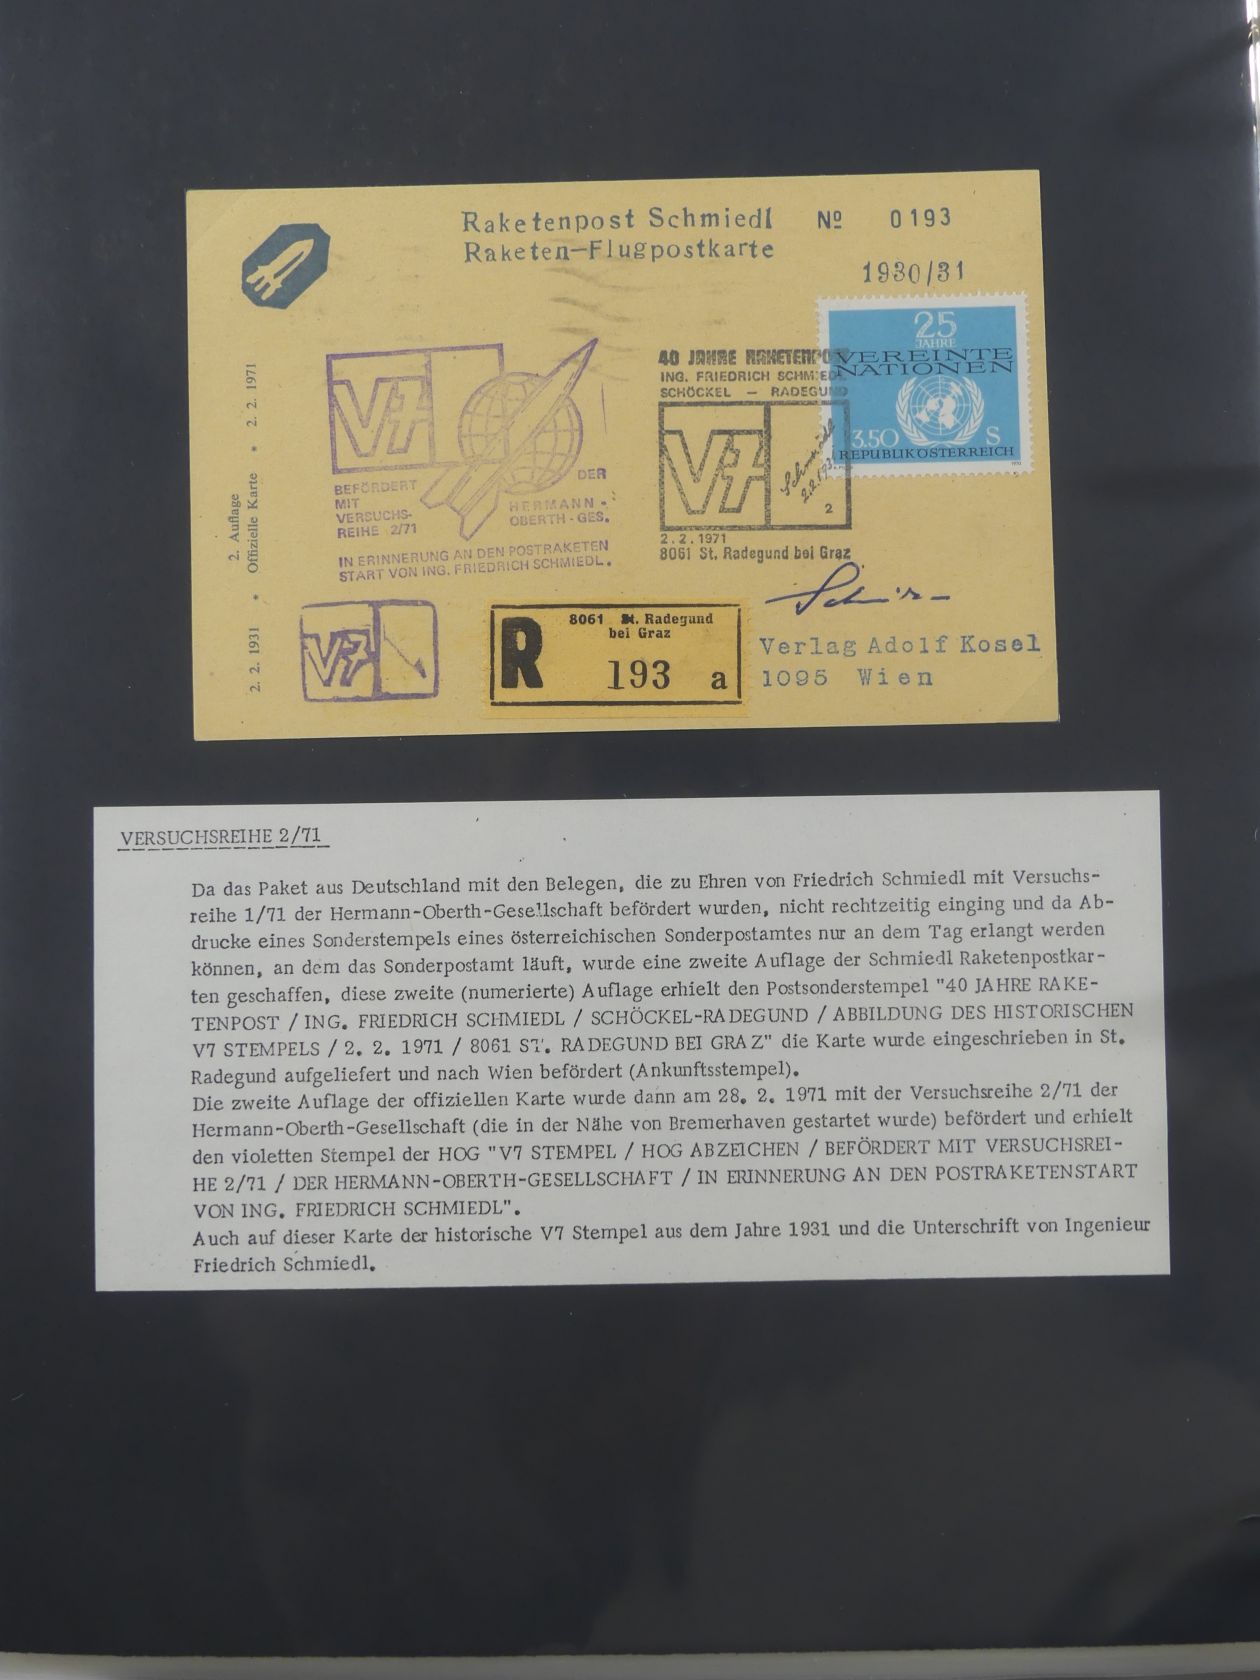 Raketenpost Schmiedl Nº 0193
Raketen-Flugpostkarte
1930/31
2. Auflage
2. 2. 1931 * Offizielle Karte * 2. 2. 1971
25
JAHRE
VEREINTE
NATIONEN
3.50 S
REPUBLIK ÖSTERREICH
1970
V7
BEFÖRDERT
MIT
VERSUCHS-
REIHE 2/71
DER
HERMANN-
OBERTH-GES.
IN ERINNERUNG AN DEN POSTRAKETEN
START VON ING. FRIEDRICH SCHMIEDL.
40 JAHRE RAKETENPO
ING. FRIEDRICH SCHMIEDL
SCHÖCKEL — RADEGUND
V7
Schmiedl
2
2.2.1971
8061 St. Radegund bei Graz
V7
R
8061 St. Radegund
bei Graz
193 a
Verlag Adolf Kosel
1095 Wien
VERSUCHSREIHE 2/71
Da das Paket aus Deutschland mit den Belegen, die zu Ehren von Friedrich Schmiedl mit Versuchs-
reihe 1/71 der Hermann-Oberth-Gesellschaft befördert wurden, nicht rechtzeitig einging und da Ab-
drucke eines Sonderstempels eines österreichischen Sonderpostamtes nur an dem Tag erlangt werden
können, an dem das Sonderpostamt läuft, wurde eine zweite Auflage der Schmiedl Raketenpostkar-
ten geschaffen, diese zweite (numerierte) Auflage erhielt den Postsonderstempel "40 JAHRE RAKE-
TENPOST / ING. FRIEDRICH SCHMIEDL / SCHÖCKEL-RADEGUND / ABBILDUNG DES HISTORISCHEN
V7 STEMPELS / 2. 2. 1971 / 8061 ST. RADEGUND BEI GRAZ" die Karte wurde eingeschrieben in St.
Radegund aufgeliefert und nach Wien befördert (Ankunftsstempel).
Die zweite Auflage der offiziellen Karte wurde dann am 28. 2. 1971 mit der Versuchsreihe 2/71 der
Hermann-Oberth-Gesellschaft (die in der Nähe von Bremerhaven gestartet wurde) befördert und erhielt
den violetten Stempel der HOG "V7 STEMPEL / HOG ABZEICHEN / BEFÖRDERT MIT VERSUCHSREI-
HE 2/71 / DER HERMANN-OBERTH-GESELLSCHAFT / IN ERINNERUNG AN DEN POSTRAKETENSTART
VON ING. FRIEDRICH SCHMIEDL".
Auch auf dieser Karte der historische V7 Stempel aus dem Jahre 1931 und die Unterschrift von Ingenieur
Friedrich Schmiedl.